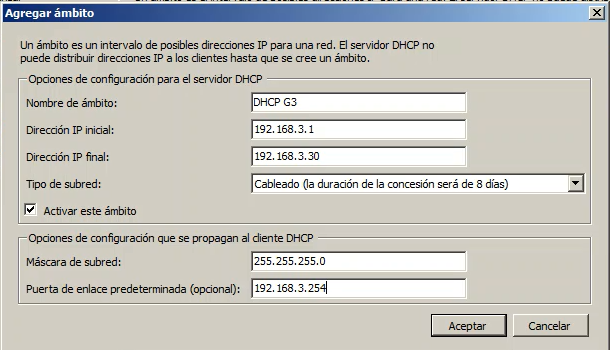 Agregar ámbito
Un ámbito es un intervalo de posibles direcciones IP para una red. El servidor DHCP no
puede distribuir direcciones IP a los clientes hasta que se cree un ámbito.
Opciones de configuración para el servidor DHCP
Nombre de ámbito: DHCP G3
Dirección IP inicial: 192.168.3.1
Dirección IP final: 192.168.3.30
Tipo de subred: Cableado (la duración de la concesión será de 8 días)
Activar este ámbito
Opciones de configuración que se propagan al cliente DHCP
Máscara de subred: 255.255.255.0
Puerta de enlace predeterminada (opcional): 192.168.3.254
Aceptar Cancelar